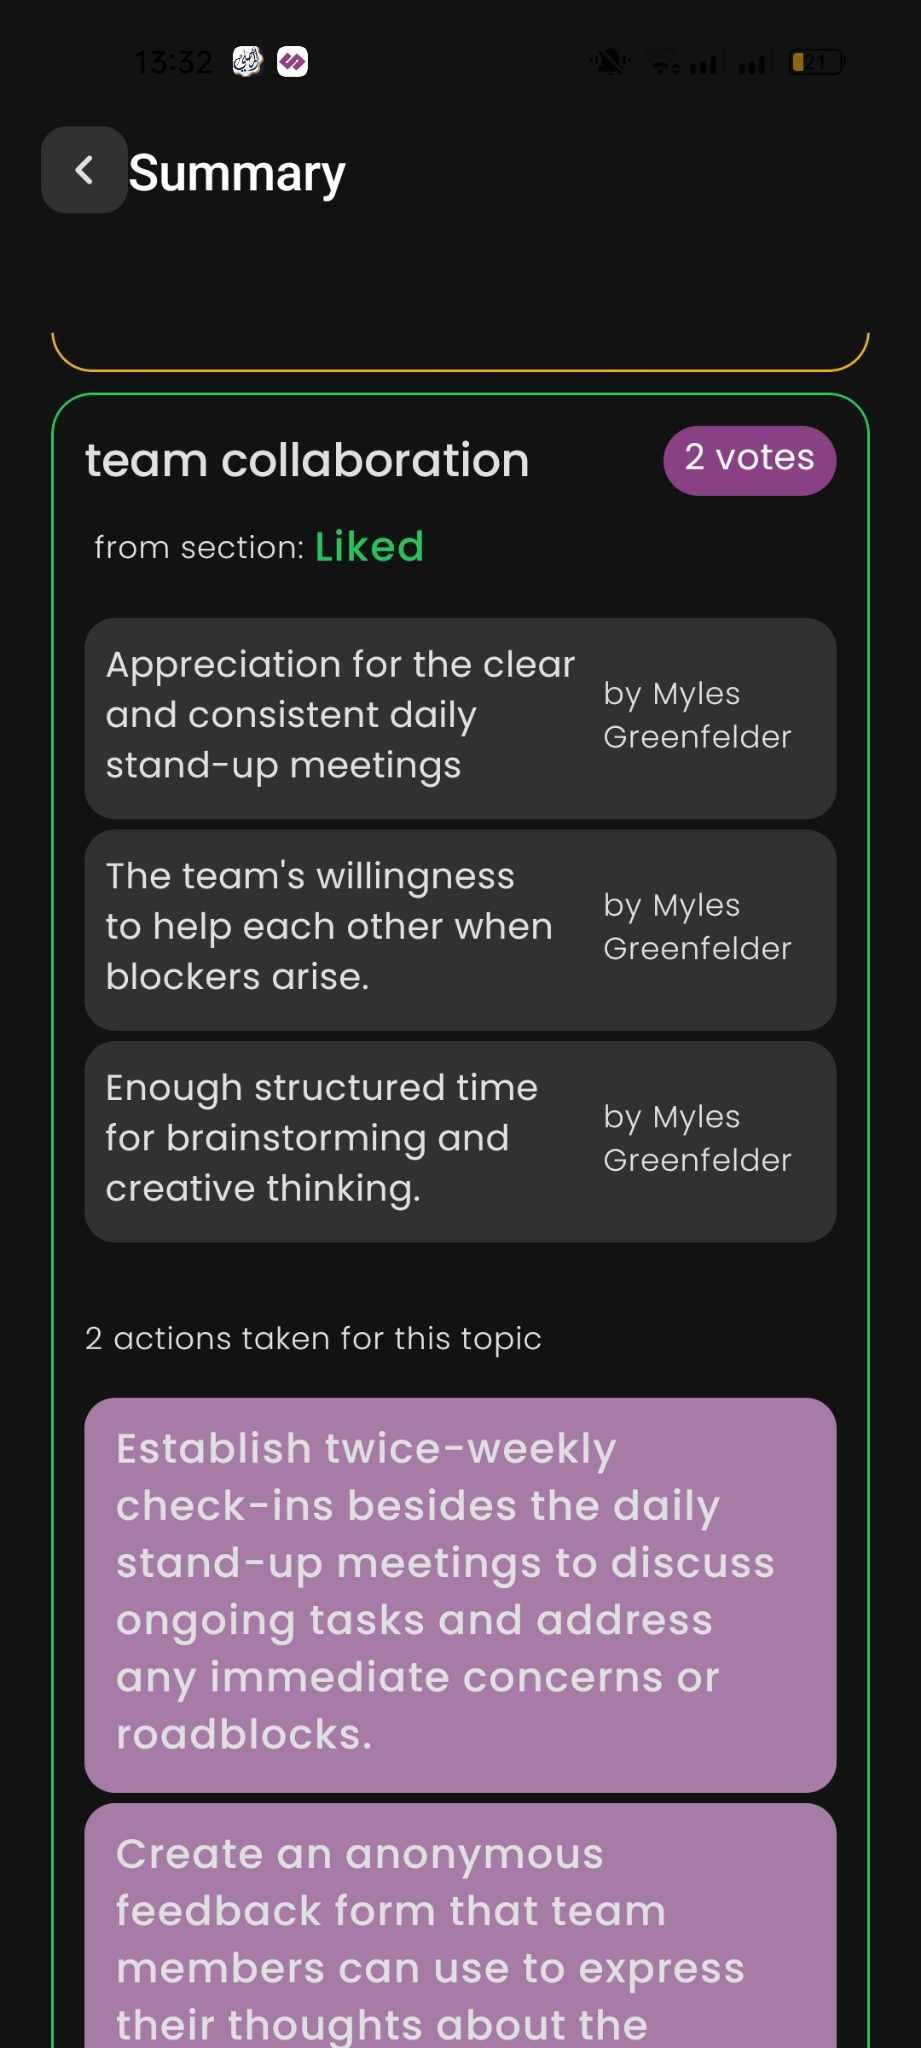 13:32
21
Summary
team collaboration
2 votes
from section: Liked
Appreciation for the clear
and consistent daily
stand-up meetings
by Myles
Greenfelder
The team's willingness
to help each other when
blockers arise.
by Myles
Greenfelder
Enough structured time
for brainstorming and
creative thinking.
by Myles
Greenfelder
2 actions taken for this topic
Establish twice-weekly
check-ins besides the daily
stand-up meetings to discuss
ongoing tasks and address
any immediate concerns or
roadblocks.
Create an anonymous
feedback form that team
members can use to express
their thoughts about the